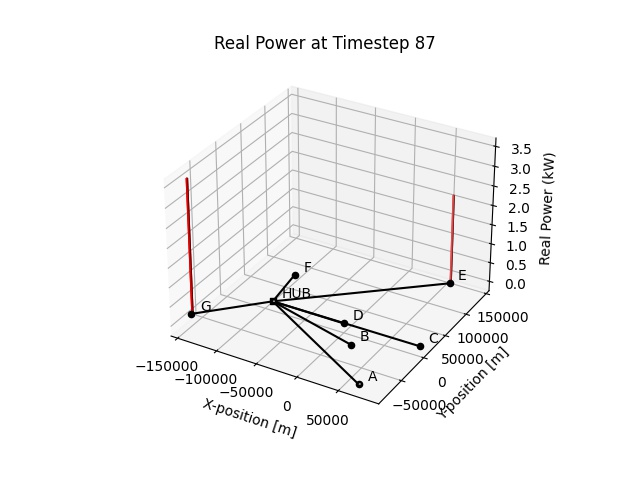 Real Power at Timestep 87
3.5
3.0
2.5
2.0
1.5
1.0
0.5
0.0
Real Power (kW)
F
E
HUB
G
D
C
B
A
150000
100000
50000
0
−50000
Y-position [m]
−150000
−100000
−50000
0
50000
X-position [m]